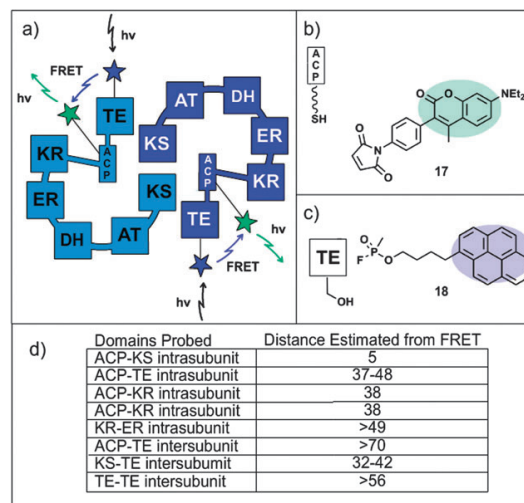 a)
hν
FRET
hν
TE
AT
DH
KR
ACP
KS
ER
ER
KS
ACP
KR
DH
AT
TE
hν
FRET
hν
b)
ACP
SH
O
N
O
O
O
NEt₂
17
c)
TE
OH
O
F
P
O
18
d)
Domains Probed Distance Estimated from FRET
ACP-KS intrasubunit 5
ACP-TE intrasubunit 37-48
ACP-KR intrasubunit 38
ACP-KR intrasubunit 38
KR-ER intrasubunit >49
ACP-TE intersubunit >70
KS-TE intersubumit 32-42
TE-TE intersubunit >56